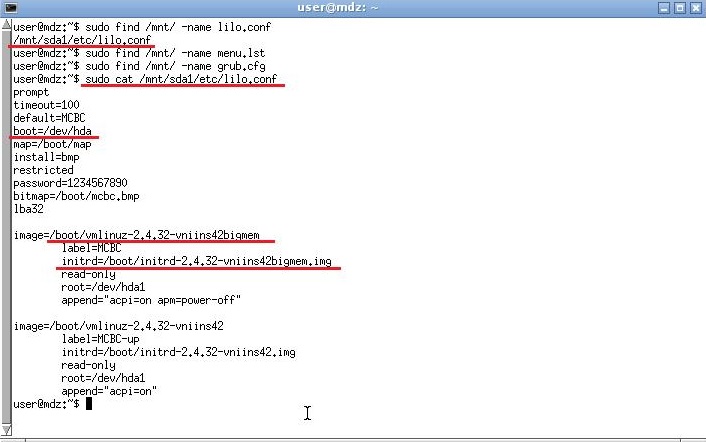 user@mdz: ~
user@mdz:~$ sudo find /mnt/ -name lilo.conf
/mnt/sda1/etc/lilo.conf
user@mdz:~$ sudo find /mnt/ -name menu.lst
user@mdz:~$ sudo find /mnt/ -name grub.cfg
user@mdz:~$ sudo cat /mnt/sda1/etc/lilo.conf
prompt
timeout=100
default=MCBC
boot=/dev/hda
map=/boot/map
install=bmp
restricted
password=1234567890
bitmap=/boot/mcbc.bmp
lba32
image=/boot/vmlinuz-2.4.32-vniins42bigmem
label=MCBC
initrd=/boot/initrd-2.4.32-vniins42bigmem.img
read-only
root=/dev/hda1
append="acpi=on apm=power-off"
image=/boot/vmlinuz-2.4.32-vniins42
label=MCBC-up
initrd=/boot/initrd-2.4.32-vniins42.img
read-only
root=/dev/hda1
append="acpi=on"
user@mdz:~$